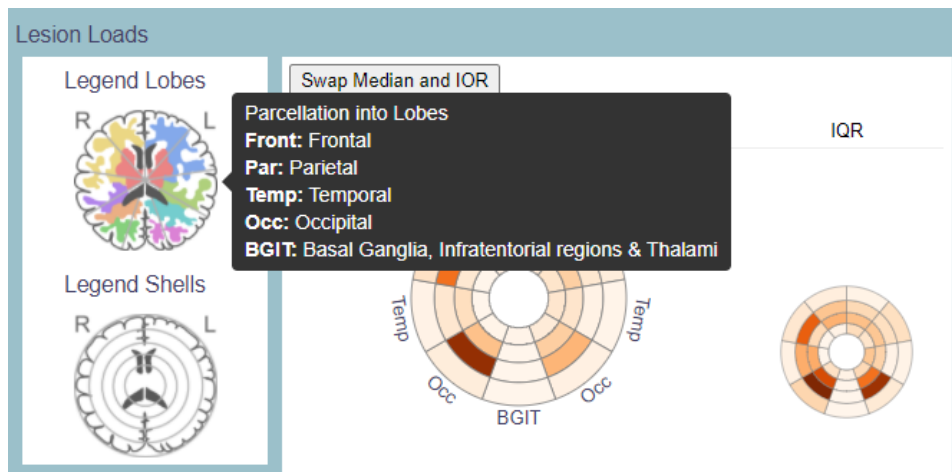 Lesion Loads
Legend Lobes
R L
Legend Shells
R L
Swap Median and IQR
Parcellation into Lobes
Front: Frontal
Par: Parietal
Temp: Temporal
Occ: Occipital
BGIT: Basal Ganglia, Infratentorial regions & Thalami
IQR
Temp
Temp
Occ
Occ
BGIT